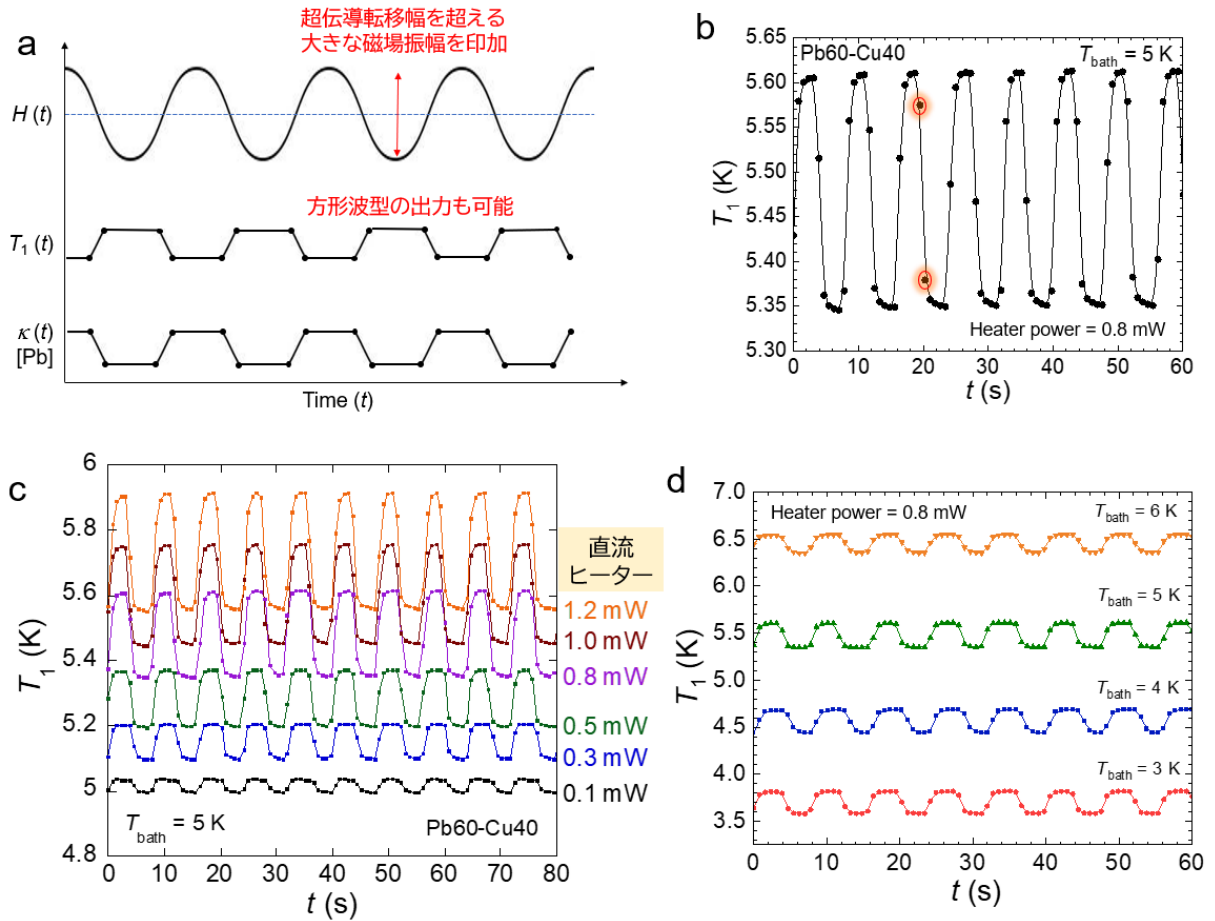 a
超伝導転移幅を超える
大きな磁場振幅を印加
H (t)
方形波型の出力も可能
T1 (t)
κ (t)
[Pb]
Time (t)
b
Pb60-Cu40
Tbath = 5 K
5.65
5.60
5.55
5.50
5.45
5.40
5.35
5.30
T1 (K)
Heater power = 0.8 mW
0 10 20 30 40 50 60
t (s)
c
6
5.8
5.6
5.4
5.2
5
4.8
T1 (K)
直流
ヒーター
1.2 mW
1.0 mW
0.8 mW
0.5 mW
0.3 mW
0.1 mW
Tbath = 5 K
Pb60-Cu40
0 10 20 30 40 50 60 70 80
t (s)
d
7.0
6.5
6.0
5.5
5.0
4.5
4.0
3.5
T1 (K)
Heater power = 0.8 mW
Tbath = 6 K
Tbath = 5 K
Tbath = 4 K
Tbath = 3 K
0 10 20 30 40 50 60
t (s)